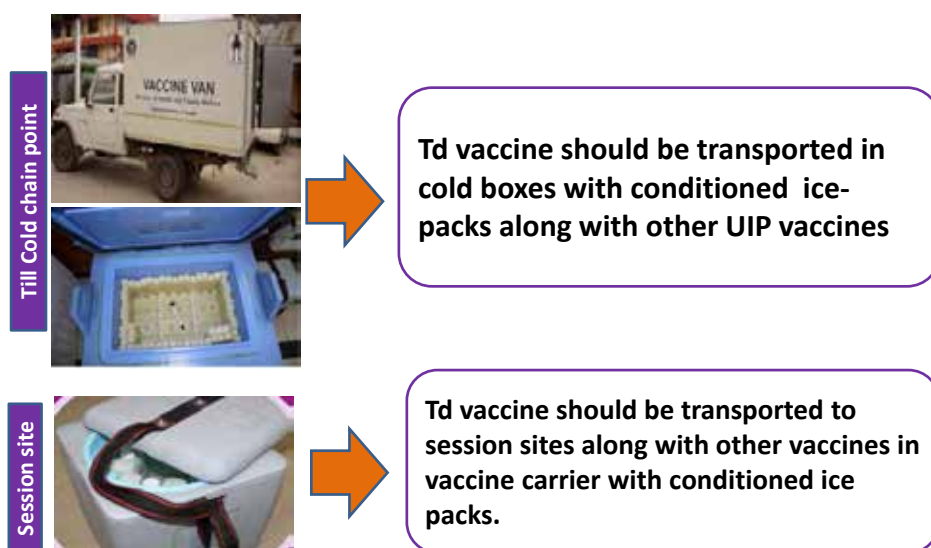 Till Cold chain point
VACCINE VAN
Td vaccine should be transported in
cold boxes with conditioned ice-
packs along with other UIP vaccines
Session site
Td vaccine should be transported to
session sites along with other vaccines in
vaccine carrier with conditioned ice
packs.